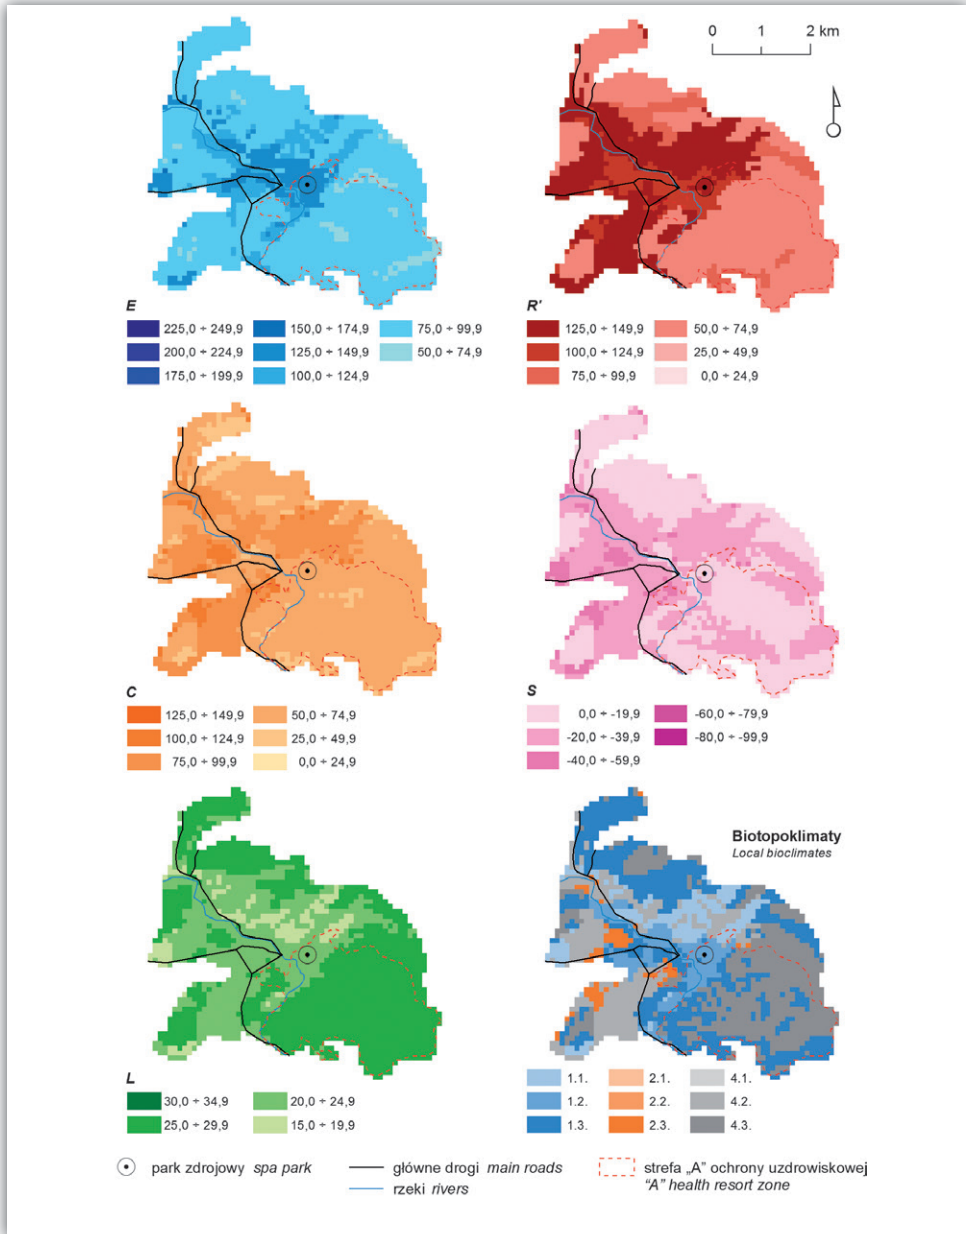 0 1 2 km
E
225,0 ÷ 249,9 150,0 ÷ 174,9 75,0 ÷ 99,9
200,0 ÷ 224,9 125,0 ÷ 149,9 50,0 ÷ 74,9
175,0 ÷ 199,9 100,0 ÷ 124,9
R'
125,0 ÷ 149,9 50,0 ÷ 74,9
100,0 ÷ 124,9 25,0 ÷ 49,9
75,0 ÷ 99,9 0,0 ÷ 24,9
C
125,0 ÷ 149,9 50,0 ÷ 74,9
100,0 ÷ 124,9 25,0 ÷ 49,9
75,0 ÷ 99,9 0,0 ÷ 24,9
S
0,0 ÷ -19,9 -60,0 ÷ -79,9
-20,0 ÷ -39,9 -80,0 ÷ -99,9
-40,0 ÷ -59,9
L
30,0 ÷ 34,9 20,0 ÷ 24,9
25,0 ÷ 29,9 15,0 ÷ 19,9
Biotopoklimaty
Local bioclimates
1.1. 2.1. 4.1.
1.2. 2.2. 4.2.
1.3. 2.3. 4.3.
park zdrojowy spa park
główne drogi main roads
rzeki rivers
strefa „A” ochrony uzdrowiskowej
“A” health resort zone